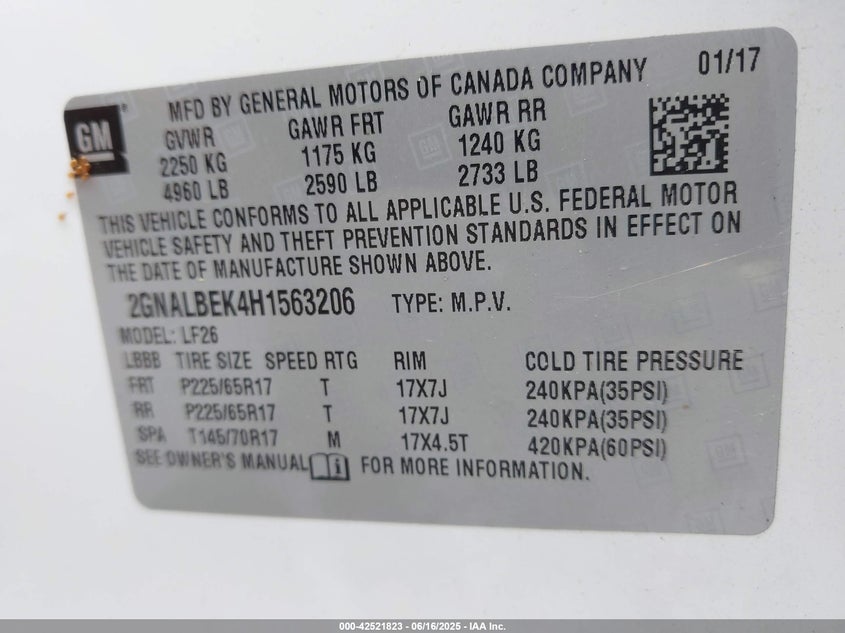 MFD BY GENERAL MOTORS OF CANADA COMPANY 01/17
GM
GVWR GAWR FRT GAWR RR
2250 KG 1175 KG 1240 KG
4960 LB 2590 LB 2733 LB
THIS VEHICLE CONFORMS TO ALL APPLICABLE U.S. FEDERAL MOTOR
VEHICLE SAFETY AND THEFT PREVENTION STANDARDS IN EFFECT ON
THE DATE OF MANUFACTURE SHOWN ABOVE.
2GNALBEK4H1563206 TYPE: M.P.V.
MODEL: LF26
LBBB TIRE SIZE SPEED RTG RIM COLD TIRE PRESSURE
FRT P225/65R17 T 17X7J 240KPA(35PSI)
RR P225/65R17 T 17X7J 240KPA(35PSI)
SPA T145/70R17 M 17X4.5T 420KPA(60PSI)
SEE OWNER'S MANUAL FOR MORE INFORMATION.
000-42521823 - 06/16/2025 - IAA Inc.